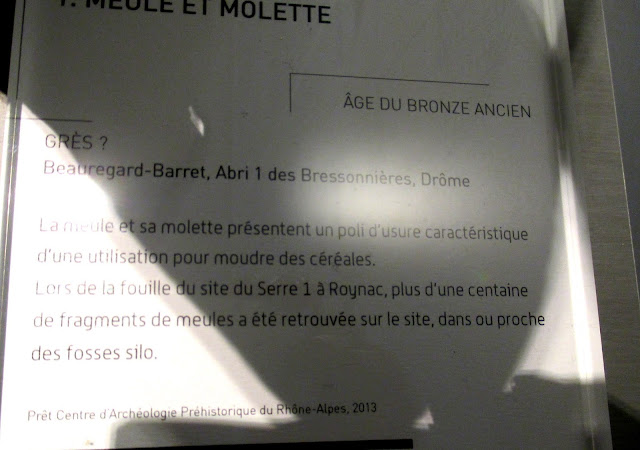 1. MEULE ET MOLETTE
ÂGE DU BRONZE ANCIEN
GRÈS ?
Beauregard-Barret, Abri 1 des Bressonnières, Drôme
La meule et sa molette présentent un poli d'usure caractéristique
d'une utilisation pour moudre des céréales.
Lors de la fouille du site du Serre 1 à Roynac, plus d'une centaine
de fragments de meules a été retrouvée sur le site, dans ou proche
des fosses silo.
Prêt Centre d'Archéologie Préhistorique du Rhône-Alpes, 2013